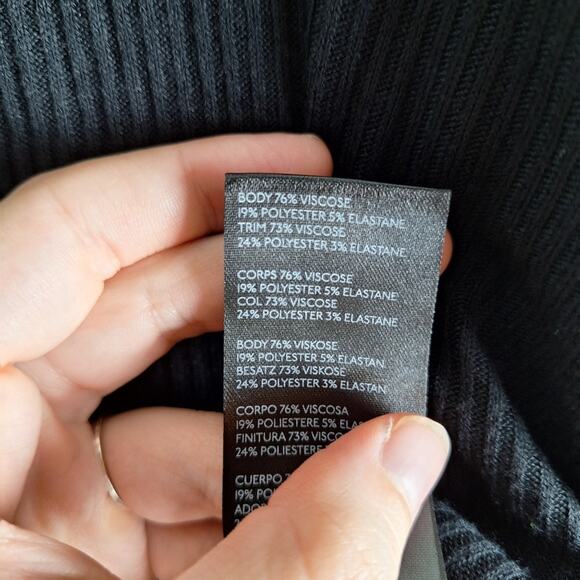 BODY 76% VISCOSE
19% POLYESTER 5% ELASTANE
TRIM 73% VISCOSE
24% POLYESTER 3% ELASTANE
CORPS 76% VISCOSE
19% POLYESTER 5% ELASTANE
COL 73% VISCOSE
24% POLYESTER 3% ELASTANE
BODY 76% VISKOSE
19% POLYESTER 5% ELASTAN
BESATZ 73% VISKOSE
24% POLYESTER 3% ELASTAN
CORPO 76% VISCOSA
19% POLIESTERE 5%
FINITURA 73%
24% POLIESTERE
CUERPO
19%